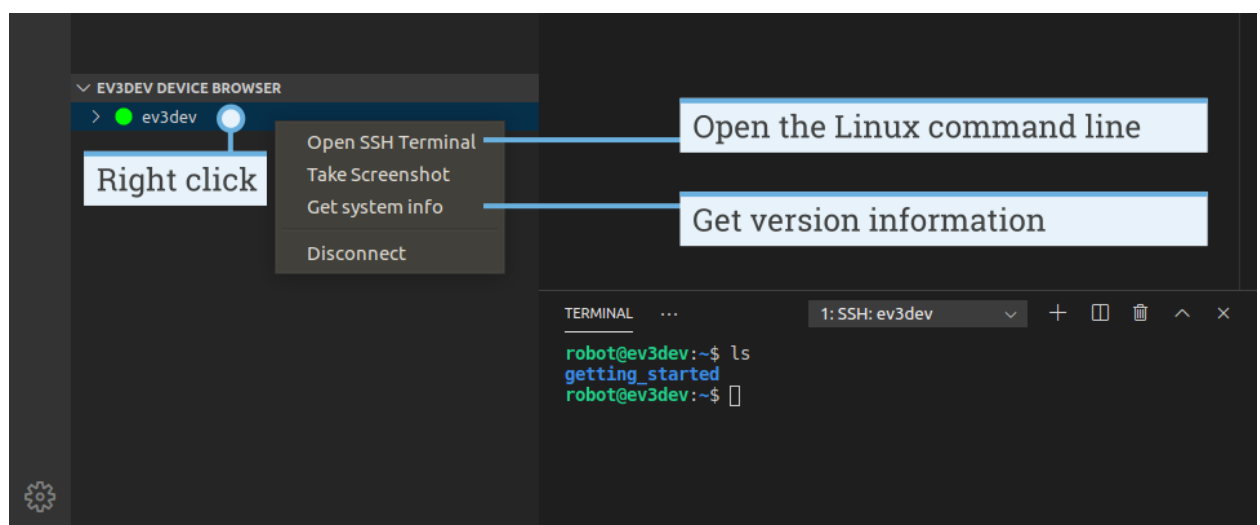 EV3DEV DEVICE BROWSER
ev3dev
Right click
Open SSH Terminal
Take Screenshot
Get system info
Disconnect
Open the Linux command line
Get version information
TERMINAL ···
1: SSH: ev3dev
robot@ev3dev:~$ ls
getting_started
robot@ev3dev:~$